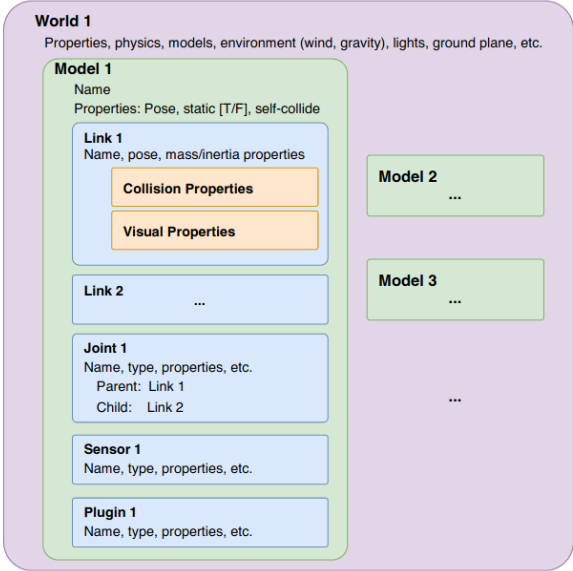 World 1
Properties, physics, models, environment (wind, gravity), lights, ground plane, etc.
Model 1
Name
Properties: Pose, static [T/F], self-collide
Link 1
Name, pose, mass/inertia properties
Collision Properties
Visual Properties
Link 2
...
Joint 1
Name, type, properties, etc.
Parent: Link 1
Child: Link 2
Sensor 1
Name, type, properties, etc.
Plugin 1
Name, type, properties, etc.
Model 2
...
Model 3
...
...